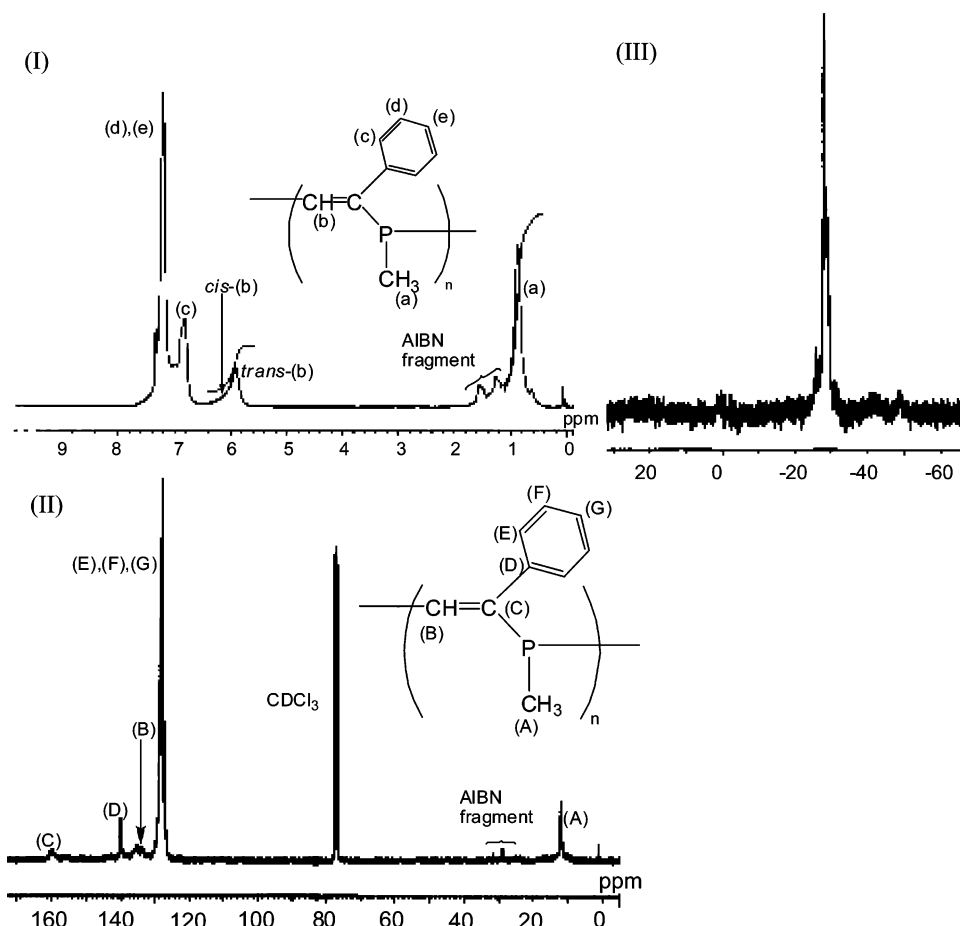 (I)
(d),(e)
(d)
(c)
(e)
CH=C
(b)
P
n
CH3
(a)
cis-(b)
(c)
trans-(b)
AIBN
fragment
(a)
ppm
9 8 7 6 5 4 3 2 1 0
(III)
20 0 -20 -40 -60
(II)
(E),(F),(G)
(F)
(E)
(G)
(D)
CH=C
(B)
(C)
P
n
CH3
(A)
CDCl3
(B)
(D)
(C)
AIBN
fragment
(A)
ppm
160 140 120 100 80 60 40 20 0